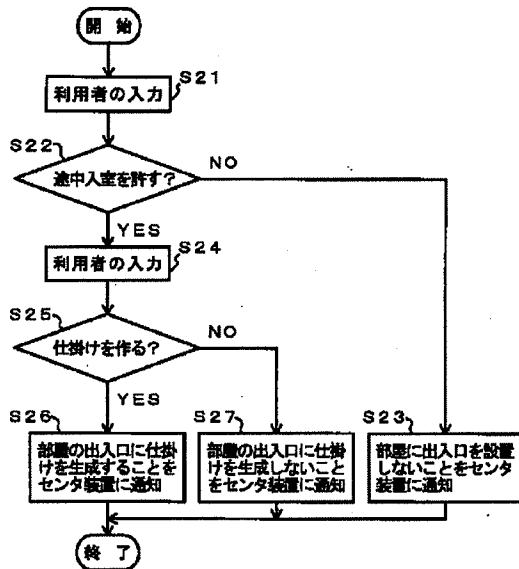 開 始
S21
利用者の入力
S22
途中入室を許す？
NO
YES
S24
利用者の入力
S25
仕掛けを作る？
NO
YES
S26
部屋の出入口に仕掛
けを生成することを
センタ装置に通知
S27
部屋の出入口に仕掛
けを生成しないこと
をセンタ装置に通知
S23
部屋に出入口を設置
しないことをセンタ
装置に通知
終 了